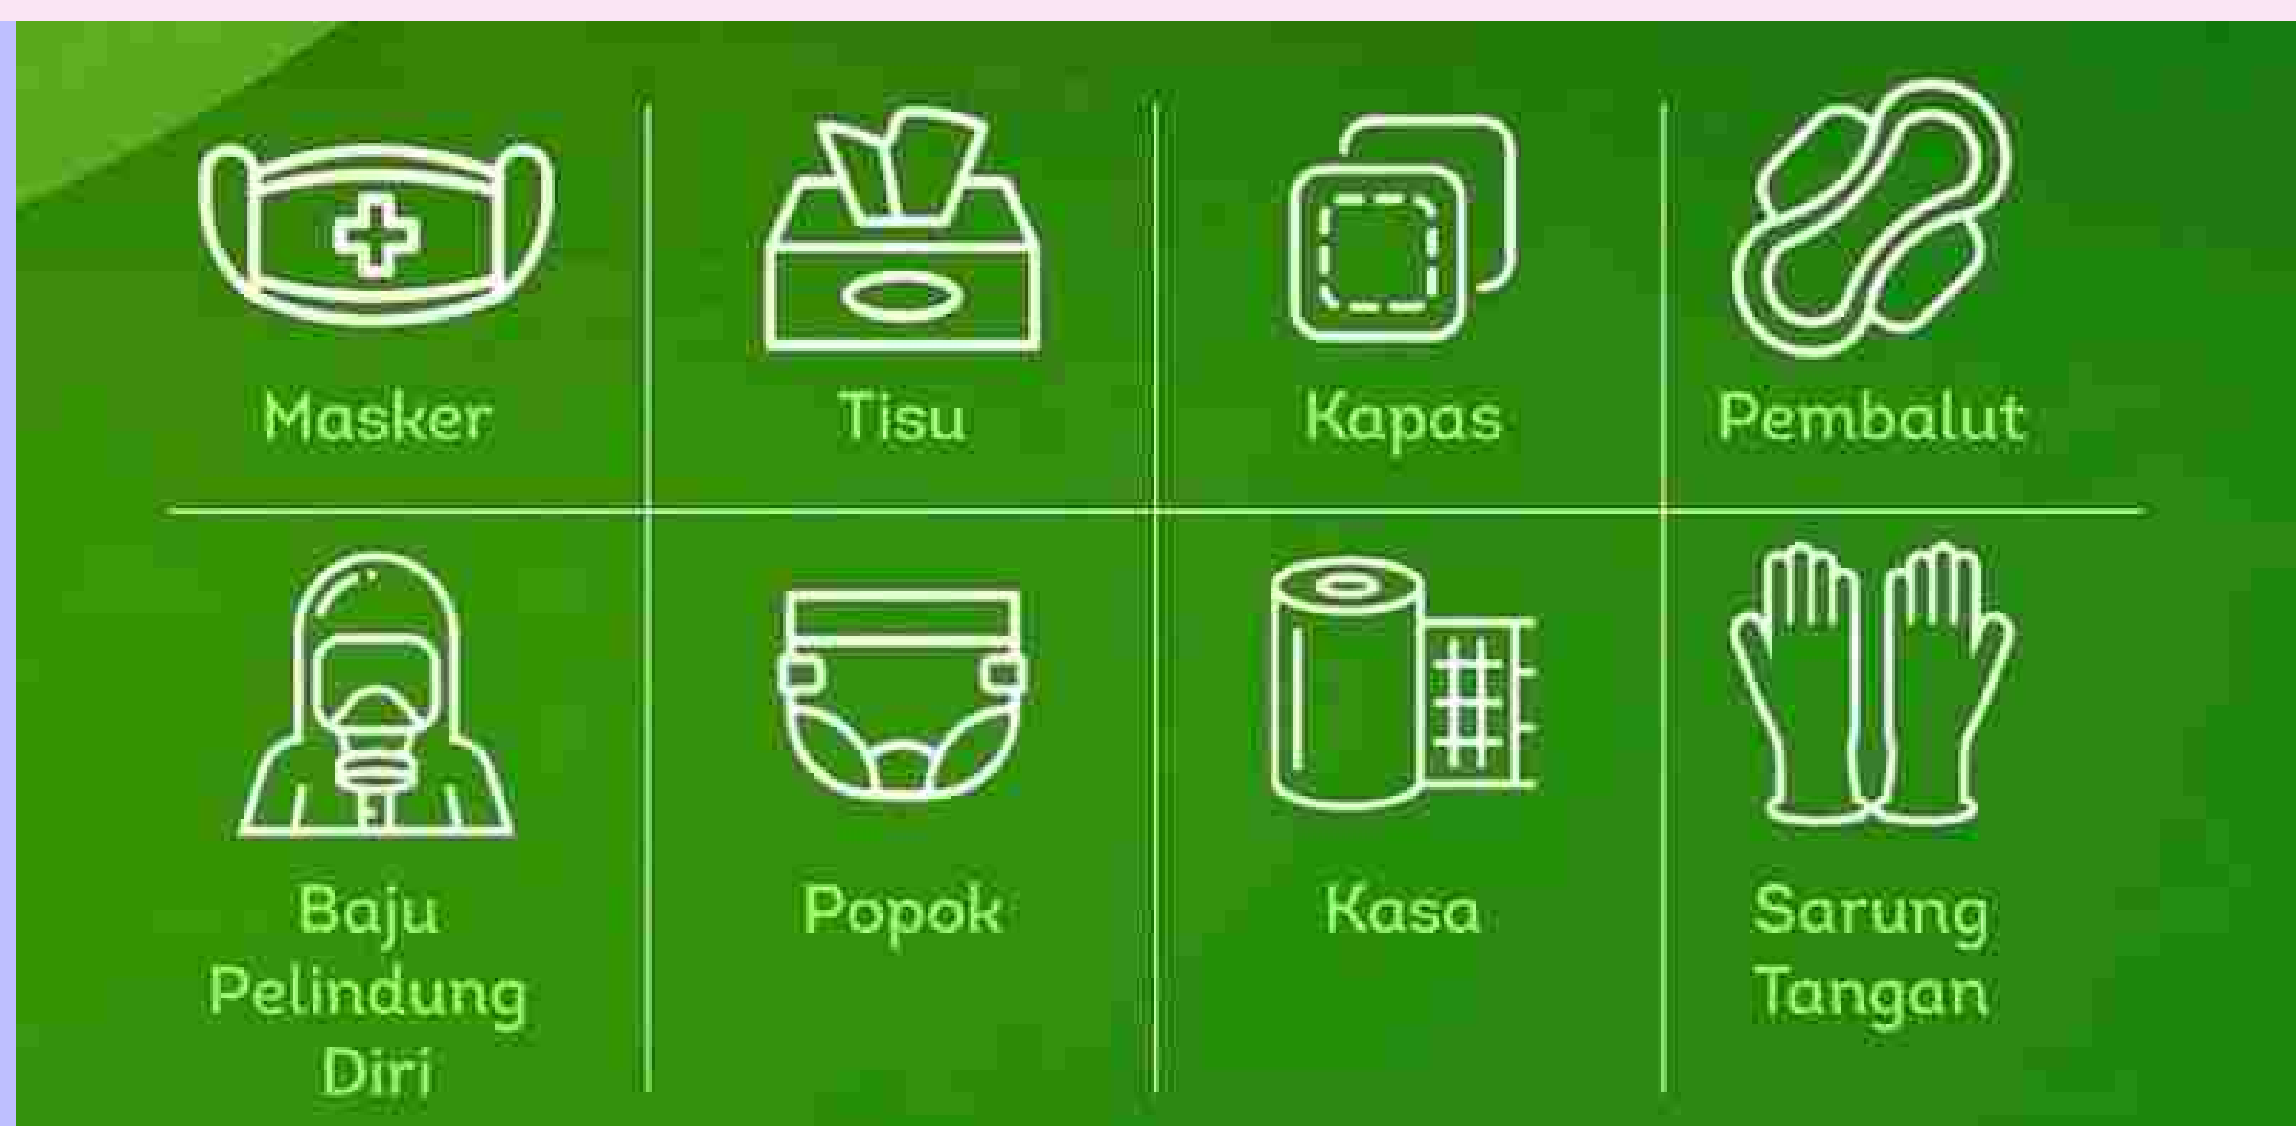 Masker
Tisu
Kapas
Pembalut
Baju
Pelindung
Diri
Popok
Kasa
Sarung
Tangan